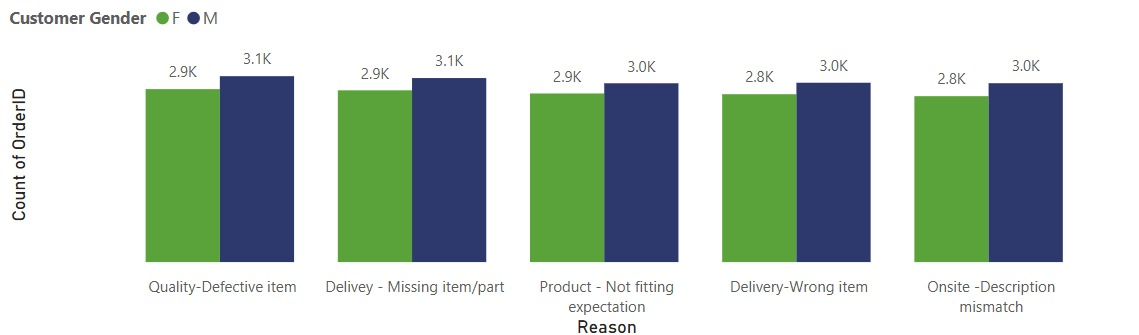 Customer Gender F M
2.9K 3.1K 2.9K 3.1K 2.9K 3.0K 2.8K 3.0K 2.8K 3.0K
Count of OrderID
Quality-Defective item Delivey - Missing item/part Product - Not fitting Delivery-Wrong item Onsite -Description
expectation mismatch
Reason